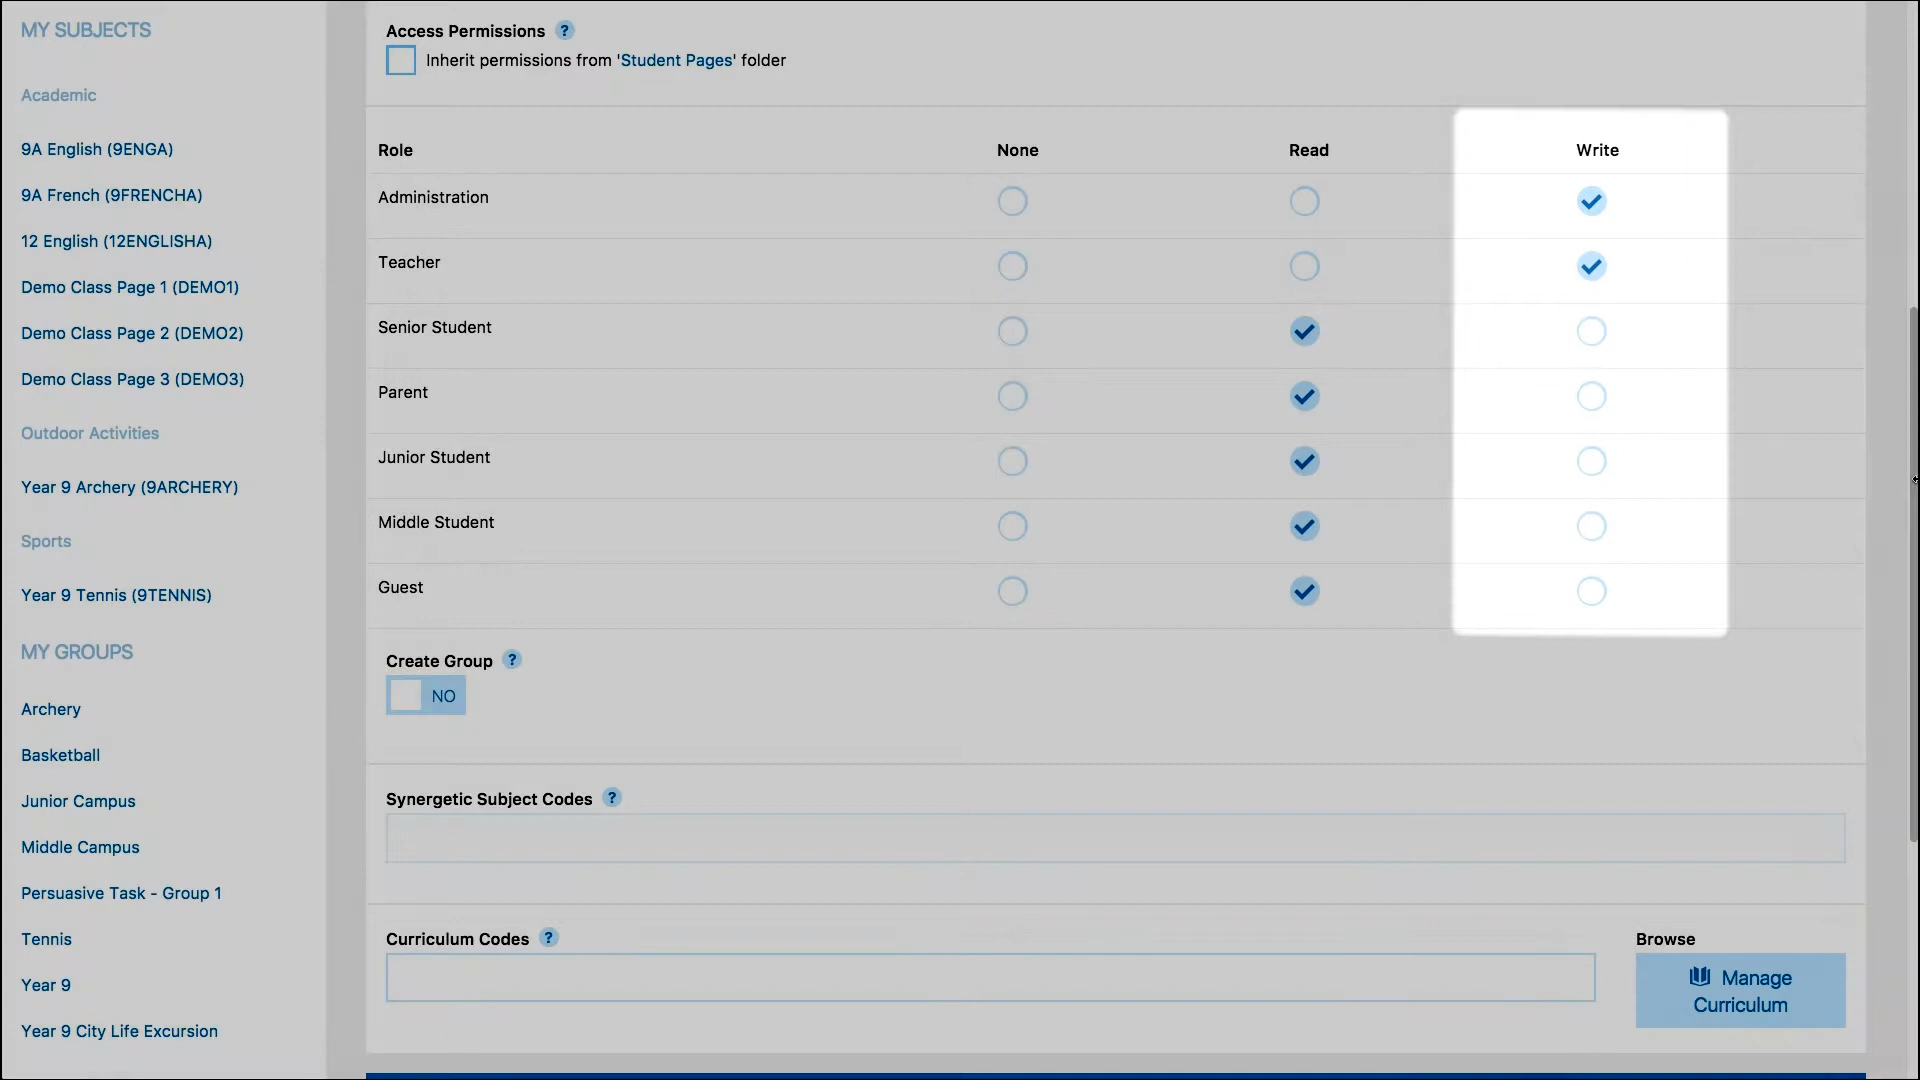 MY SUBJECTS
Academic
9A English (9ENGA)
9A French (9FRENCHA)
12 English (12ENGLISHA)
Demo Class Page 1 (DEMO1)
Demo Class Page 2 (DEMO2)
Demo Class Page 3 (DEMO3)
Outdoor Activities
Year 9 Archery (9ARCHERY)
Sports
Year 9 Tennis (9TENNIS)
MY GROUPS
Archery
Basketball
Junior Campus
Middle Campus
Persuasive Task - Group 1
Tennis
Year 9
Year 9 City Life Excursion
Access Permissions ?
Inherit permissions from 'Student Pages' folder
Role None Read Write
Administration
Teacher
Senior Student
Parent
Junior Student
Middle Student
Guest
Create Group ?
NO
Synergetic Subject Codes ?
Curriculum Codes ?
Browse
Manage
Curriculum